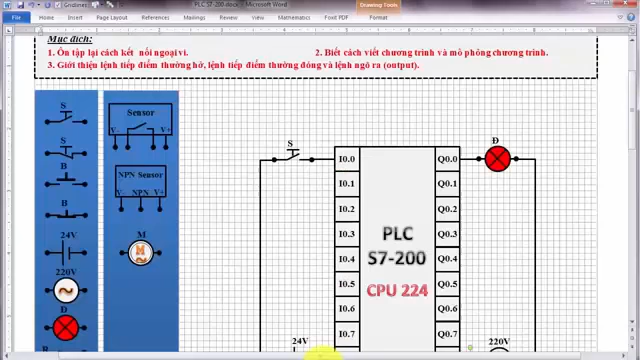 PLC S7-200.docx - Microsoft Word
Drawing Tools
File Home Insert Page Layout References Mailings Review View Mathematics Foxit PDF Format
Mục đích:
1. Ôn tập lại cách kết nối ngoại vi.
2. Biết cách viết chương trình và mô phỏng chương trình.
3. Giới thiệu lệnh tiếp điểm thường hở, lệnh tiếp điểm thường đóng và lệnh ngõ ra (output).
S
Sensor
V- V+
S
B
NPN Sensor
V- NPN V+
B
24V
M
M
220V
Đ
R
S
I0.0 Q0.0
Đ
I0.1 Q0.1
I0.2 Q0.2
I0.3 Q0.3
PLC
S7-200
I0.4 Q0.4
CPU 224
I0.5 Q0.5
I0.6 Q0.6
I0.7 Q0.7
24V
220V